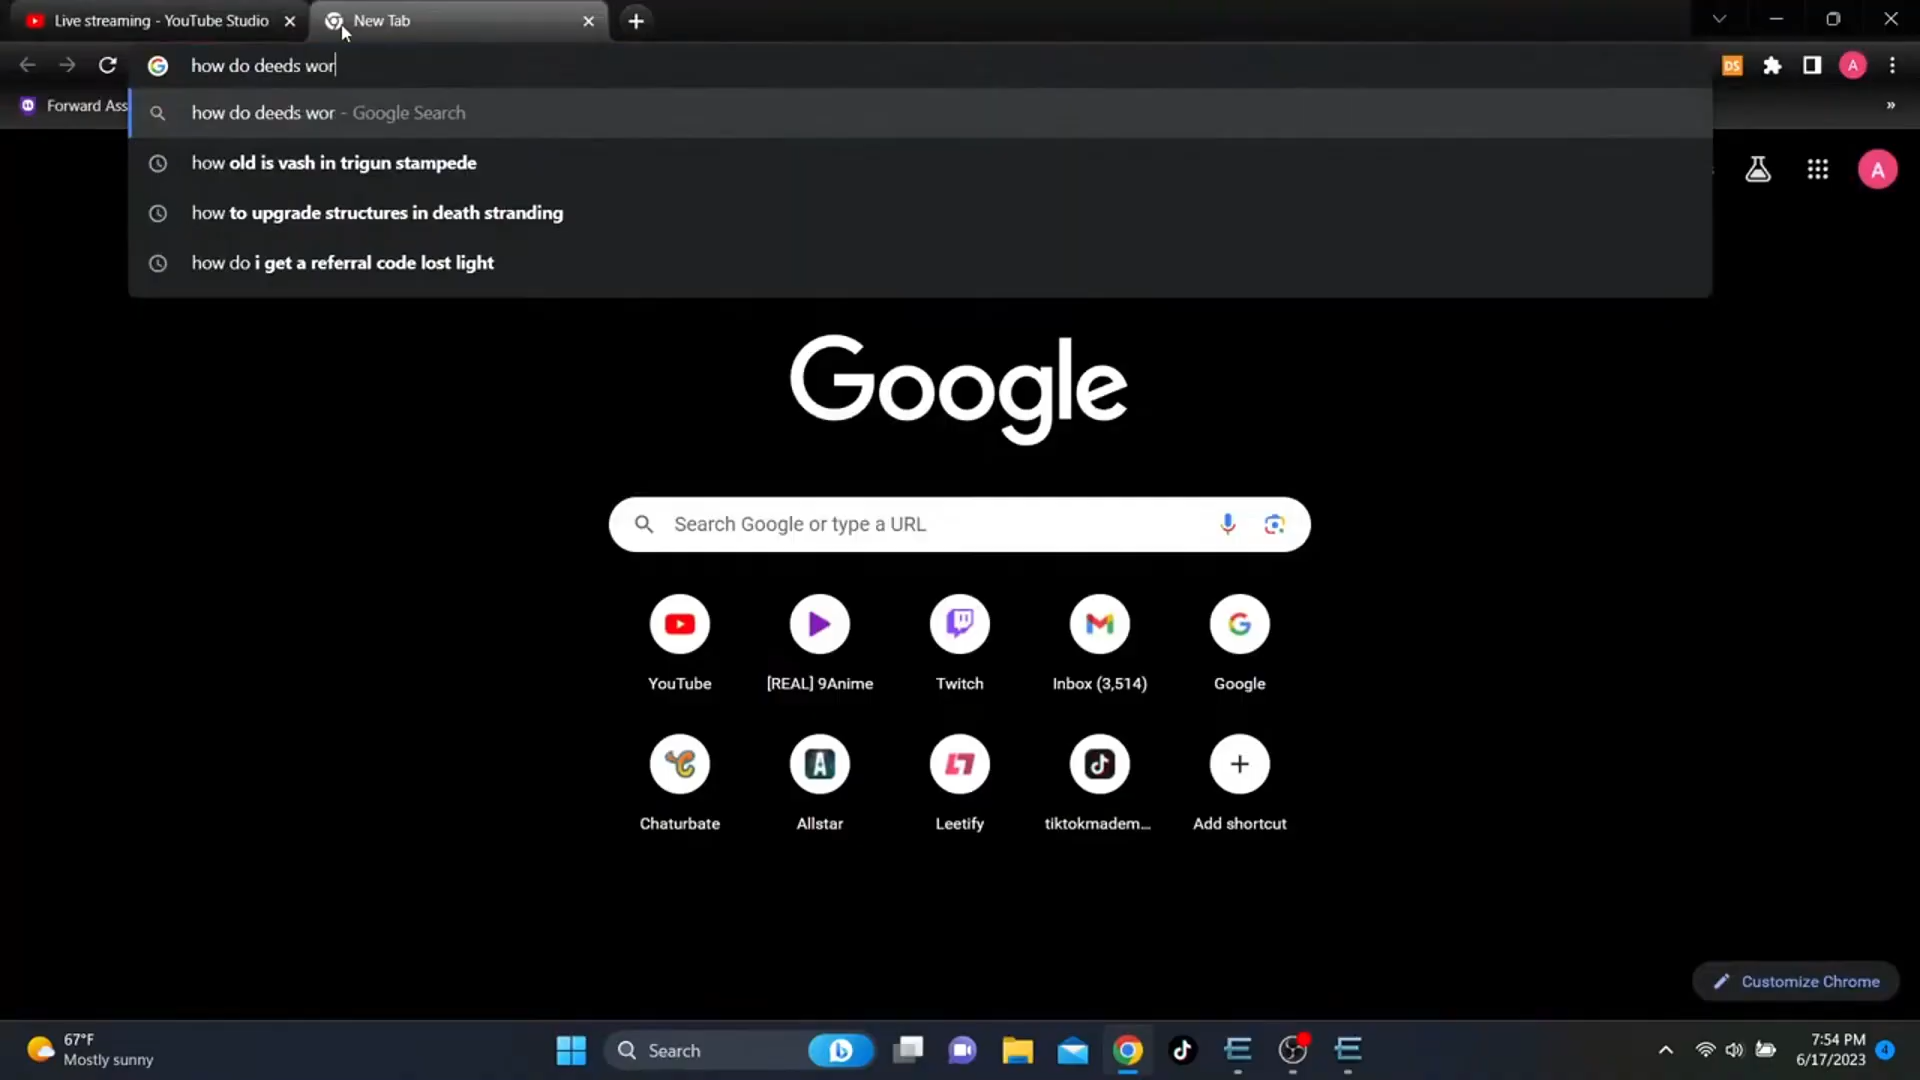 Live streaming - YouTube Studio
New Tab
how do deeds wor
DS
A
Forward Ass
»
how do deeds wor - Google Search
how old is vash in trigun stampede
how to upgrade structures in death stranding
how do i get a referral code lost light
A
Google
Search Google or type a URL
YouTube
[REAL] 9Anime
Twitch
Inbox (3,514)
Google
Chaturbate
Allstar
Leetify
tiktokmadem...
Add shortcut
Customize Chrome
67°F
Mostly sunny
Search
7:54 PM
6/17/2023
4